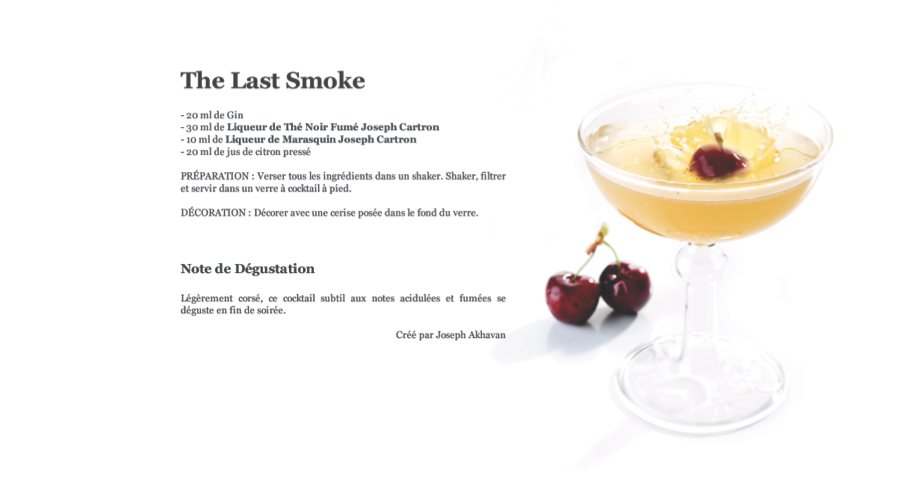 The Last Smoke
- 20 ml de Gin
- 30 ml de Liqueur de Thé Noir Fumé Joseph Cartron
- 10 ml de Liqueur de Marasquin Joseph Cartron
- 20 ml de jus de citron pressé
PRÉPARATION : Verser tous les ingrédients dans un shaker. Shaker, filtrer
et servir dans un verre à cocktail à pied.
DÉCORATION : Décorer avec une cerise posée dans le fond du verre.
Note de Dégustation
Légèrement corsé, ce cocktail subtil aux notes acidulées et fumées se
déguste en fin de soirée.
Créé par Joseph Akhavan